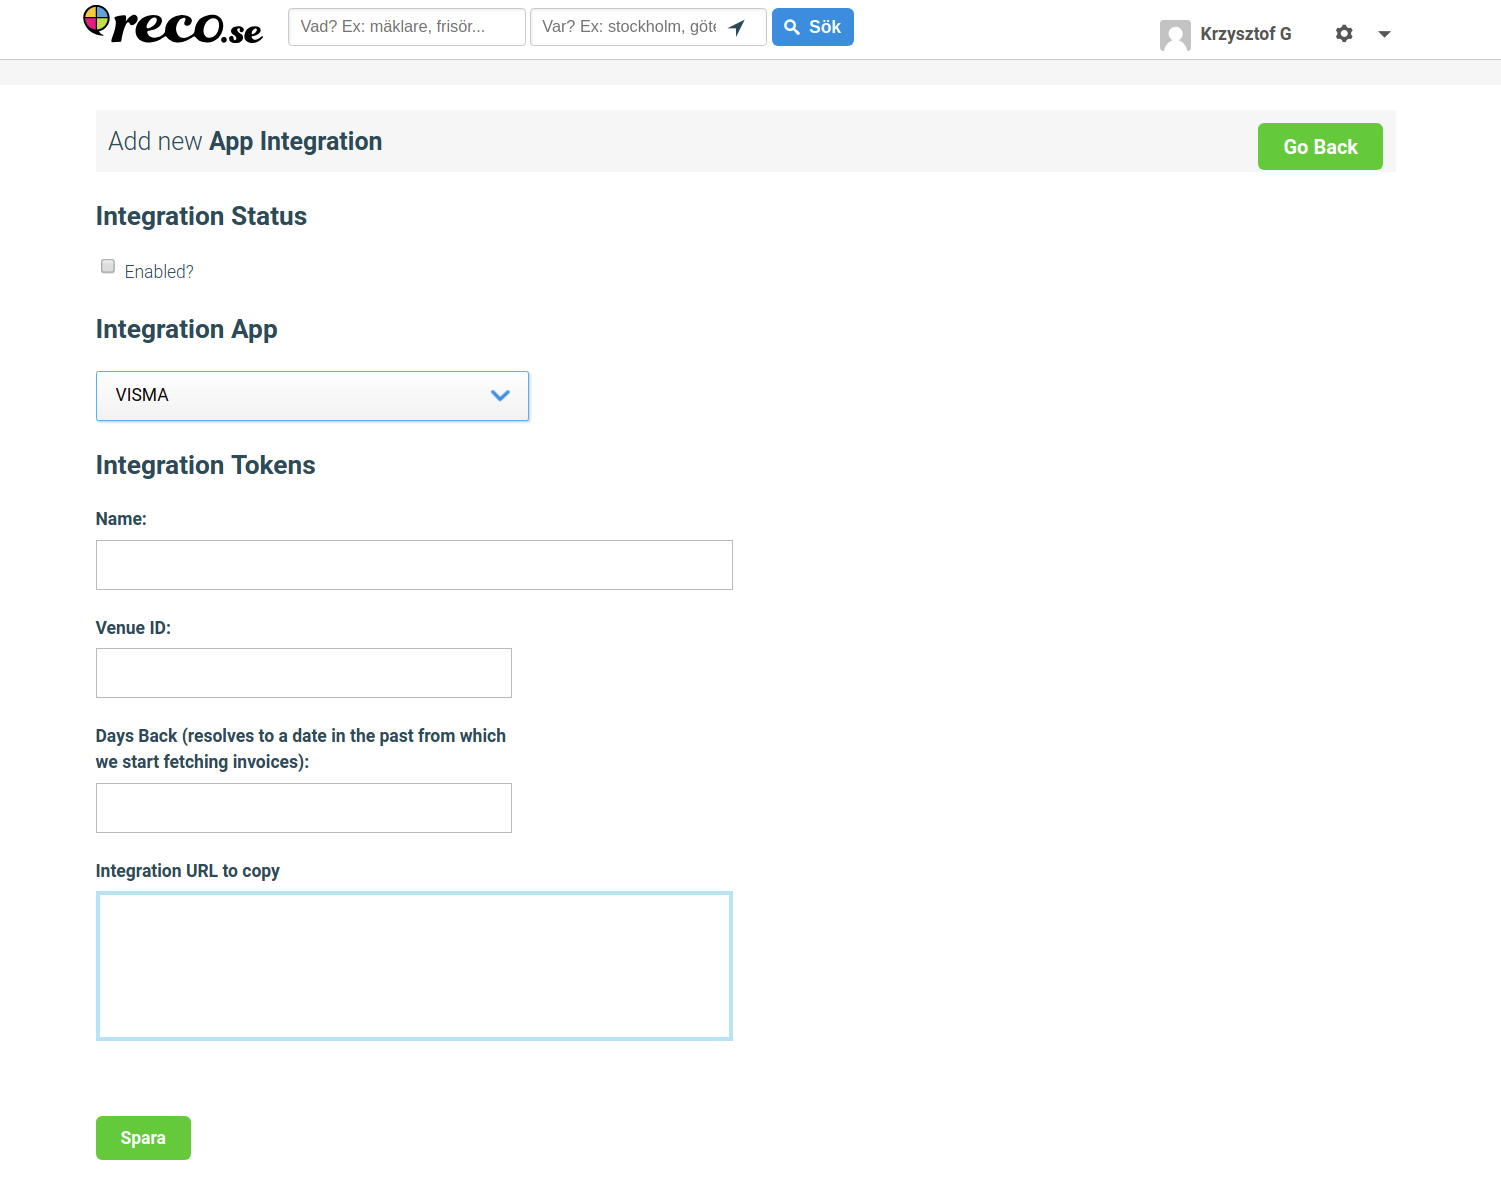 reco.se
Vad? Ex: mäklare, frisör...
Var? Ex: stockholm, göte
Sök
Krzysztof G
Add new App Integration
Go Back
Integration Status
Enabled?
Integration App
VISMA
Integration Tokens
Name:
Venue ID:
Days Back (resolves to a date in the past from which
we start fetching invoices):
Integration URL to copy
Spara